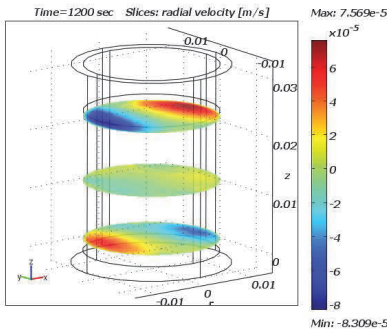 Time=1200 sec Slices: radial velocity [m/s]
Max: 7.569e-5
×10⁻⁵
0.01
0
-0.01
0.03
0.02
z
0.01
0
0.01
0
-0.01
6
4
2
0
-2
-4
-6
-8
z
y
x
Min: -8.309e-5